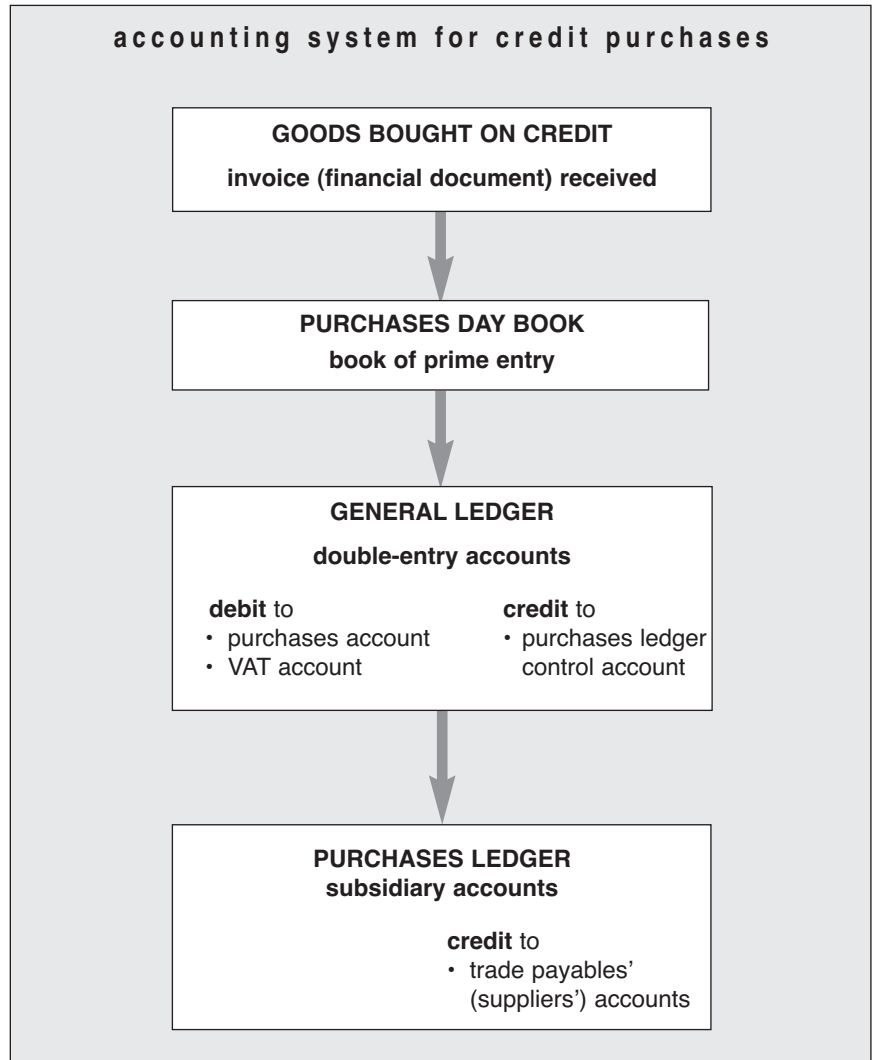 accounting system for credit purchases
GOODS BOUGHT ON CREDIT
invoice (financial document) received
PURCHASES DAY BOOK
book of prime entry
GENERAL LEDGER
double-entry accounts
debit to
• purchases account
• VAT account
credit to
• purchases ledger
control account
PURCHASES LEDGER
subsidiary accounts
credit to
• trade payables’
(suppliers’) accounts